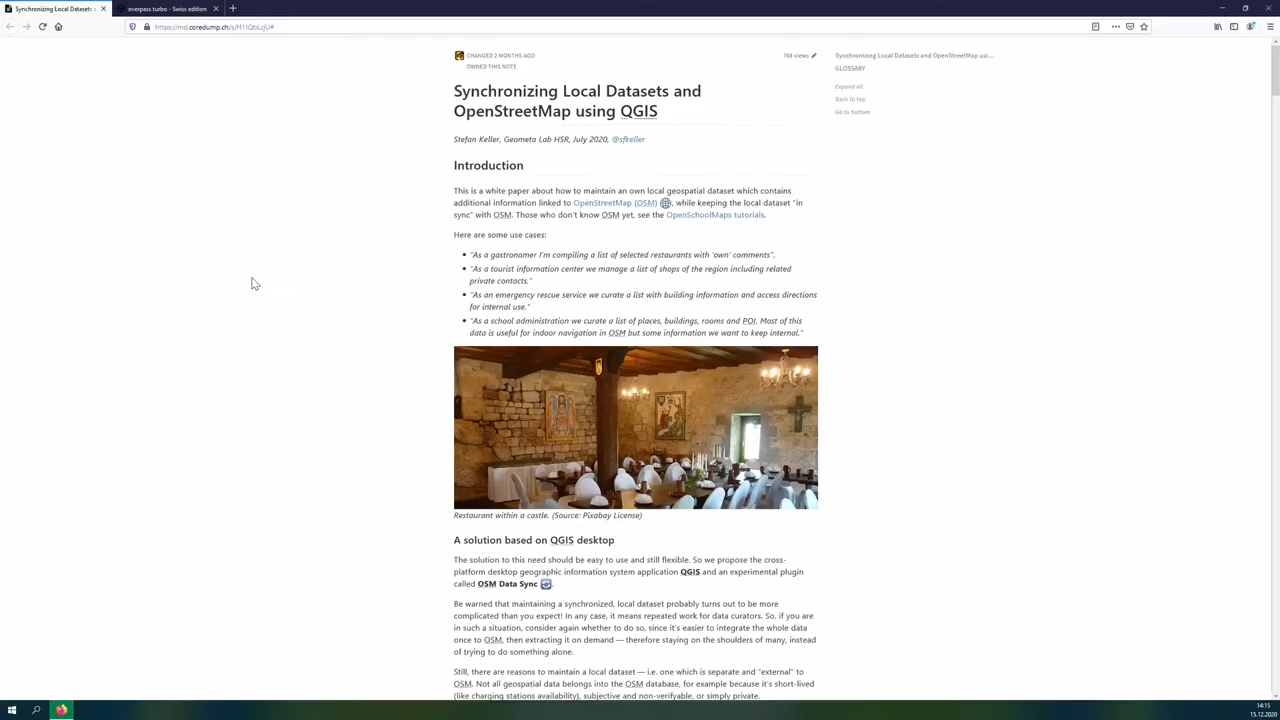 Synchronizing Local Datasets
overpass turbo - Swiss edition
https://md.coredump.ch/s/H1IQbLzjU#
CHANGED 2 MONTHS AGO
768 views
OWNED THIS NOTE
Synchronizing Local Datasets and
OpenStreetMap using QGIS
Stefan Keller, Geometa Lab HSR, July 2020, @sfkeller
Introduction
This is a white paper about how to maintain an own local geospatial dataset which contains
additional information linked to OpenStreetMap (OSM) , while keeping the local dataset "in
sync" with OSM. Those who don't know OSM yet, see the OpenSchoolMaps tutorials.
Here are some use cases:
"As a gastronomer I'm compiling a list of selected restaurants with 'own' comments".
"As a tourist information center we manage a list of shops of the region including related
private contacts."
"As an emergency rescue service we curate a list with building information and access directions
for internal use."
"As a school administration we curate a list of places, buildings, rooms and POI. Most of this
data is useful for indoor navigation in OSM but some information we want to keep internal."
Restaurant within a castle. (Source: Pixabay License)
A solution based on QGIS desktop
The solution to this need should be easy to use and still flexible. So we propose the cross-
platform desktop geographic information system application QGIS and an experimental plugin
called OSM Data Sync .
Be warned that maintaining a synchronized, local dataset probably turns out to be more
complicated than you expect! In any case, it means repeated work for data curators. So, if you are
in such a situation, consider again whether to do so, since it's easier to integrate the whole data
once to OSM, then extracting it on demand — therefore staying on the shoulders of many, instead
of trying to do something alone.
Still, there are reasons to maintain a local dataset — i.e. one which is separate and "external" to
OSM. Not all geospatial data belongs into the OSM database, for example because it's short-lived
(like charging stations availability), subjective and non-verifyable, or simply private.
Synchronizing Local Datasets and OpenStreetMap usi...
GLOSSARY
Expand all
Back to top
Go to bottom
14:15
15.12.2020